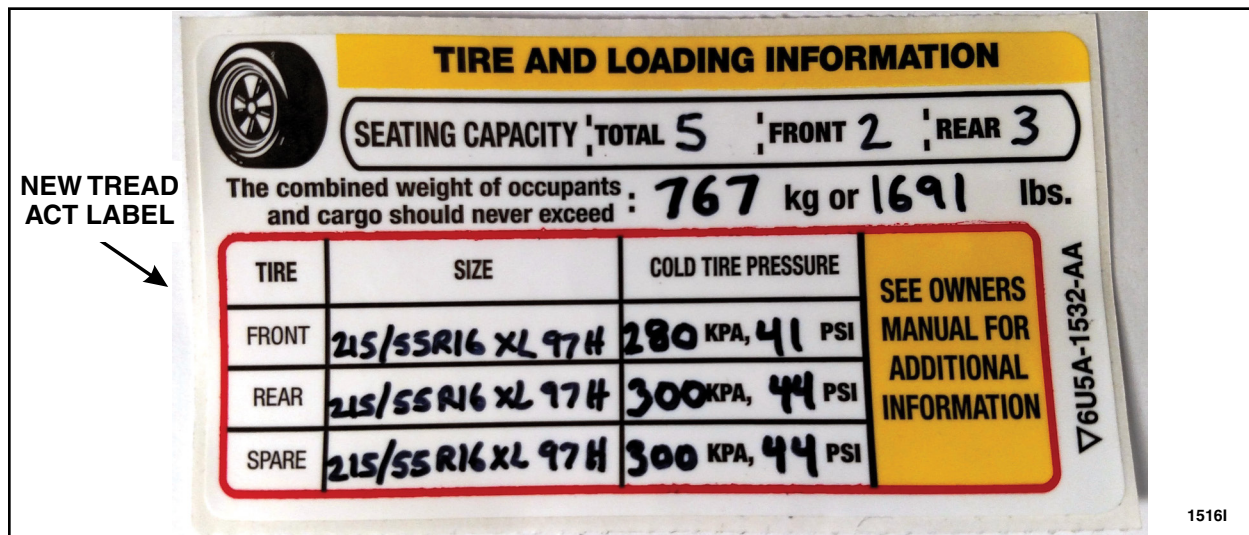 TIRE AND LOADING INFORMATION
SEATING CAPACITY TOTAL 5 FRONT 2 REAR 3
NEW TREAD
ACT LABEL
The combined weight of occupants
and cargo should never exceed : 767 kg or 1691 lbs.
TIRE SIZE COLD TIRE PRESSURE
FRONT 215/55R16 XL 97H 280 KPA, 41 PSI
REAR 215/55R16 XL 97H 300 KPA, 44 PSI
SPARE 215/55R16 XL 97H 300 KPA, 44 PSI
SEE OWNERS
MANUAL FOR
ADDITIONAL
INFORMATION
▽6U5A-1532-AA
1516I